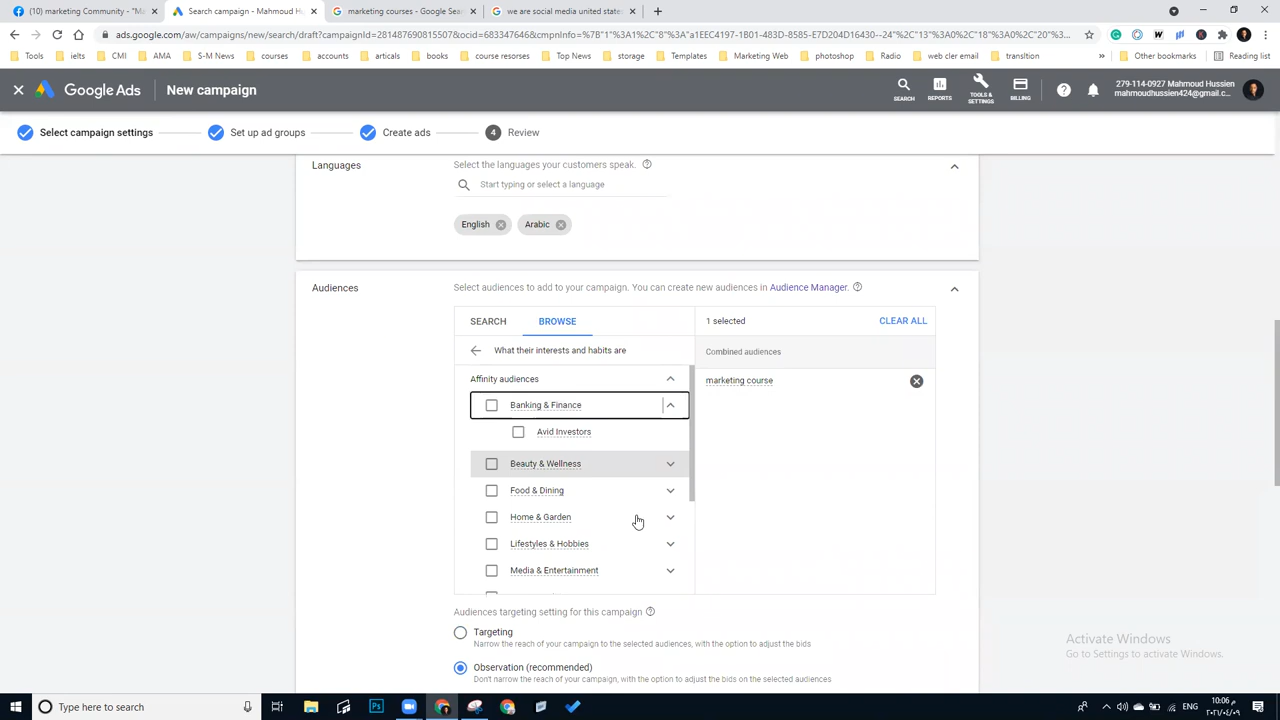 (10) marketing Community - "Ma
Search campaign - Mahmoud Huss
marketing courses - Google Sear
we are social media united states
ads.google.com/aw/campaigns/new/search/draft?campaignId=281487690815507&ocid=683347646&cmpnInfo=%7B"1%3A1%2C"8%3A"a1EEC4197-1B01-483D-8585-E7D204D16430--24"%2C"13%3A0%2C"18%3A0%2C"20"%3...
Tools
ielts
CMI
AMA
S-M News
courses
accounts
articals
books
course resorses
Top News
storage
Templates
Marketing Web
photoshop
Radio
web cler email
transltion
»
Other bookmarks
Reading list
Google Ads
New campaign
SEARCH
REPORTS
TOOLS & SETTINGS
BILLING
279-114-0927 Mahmoud Hussien
mahmoudhussien424@gmail.c...
Select campaign settings
Set up ad groups
Create ads
4 Review
Languages
Select the languages your customers speak.
Start typing or select a language
English
Arabic
Audiences
Select audiences to add to your campaign. You can create new audiences in Audience Manager.
SEARCH
BROWSE
1 selected
CLEAR ALL
What their interests and habits are
Combined audiences
Affinity audiences
marketing course
Banking & Finance
Avid Investors
Beauty & Wellness
Food & Dining
Home & Garden
Lifestyles & Hobbies
Media & Entertainment
Audiences targeting setting for this campaign
Targeting
Narrow the reach of your campaign to the selected audiences, with the option to adjust the bids
Observation (recommended)
Don't narrow the reach of your campaign, with the option to adjust the bids on the selected audiences
Activate Windows
Go to Settings to activate Windows.
Type here to search
10:06 م